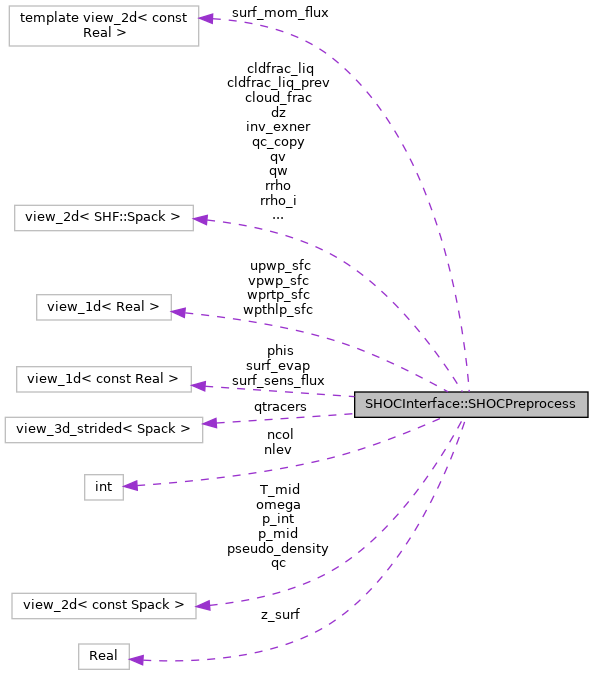 surf_mom_flux
template view_2d< const
Real >
cldfrac_liq
cldfrac_liq_prev
cloud_frac
dz
inv_exner
qc_copy
qv
qw
rrho
rrho_i
...
view_2d< SHF::Spack >
upwp_sfc
vpwp_sfc
wprtp_sfc
wpthlp_sfc
view_1d< Real >
phis
surf_evap
surf_sens_flux
view_1d< const Real >
SHOCInterface::SHOCPreprocess
qtracers
view_3d_strided< Spack >
ncol
nlev
int
T_mid
omega
p_int
p_mid
pseudo_density
qc
view_2d< const Spack >
z_surf
Real